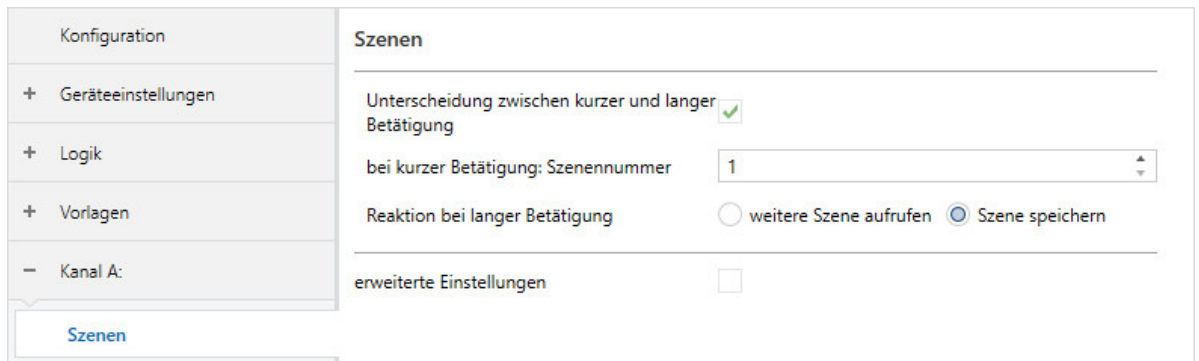 Konfiguration
+ Geräteeinstellungen
+ Logik
+ Vorlagen
− Kanal A:
Szenen
Szenen
Unterscheidung zwischen kurzer und langer
Betätigung
bei kurzer Betätigung: Szenennummer 1
Reaktion bei langer Betätigung weitere Szene aufrufen Szene speichern
erweiterte Einstellungen